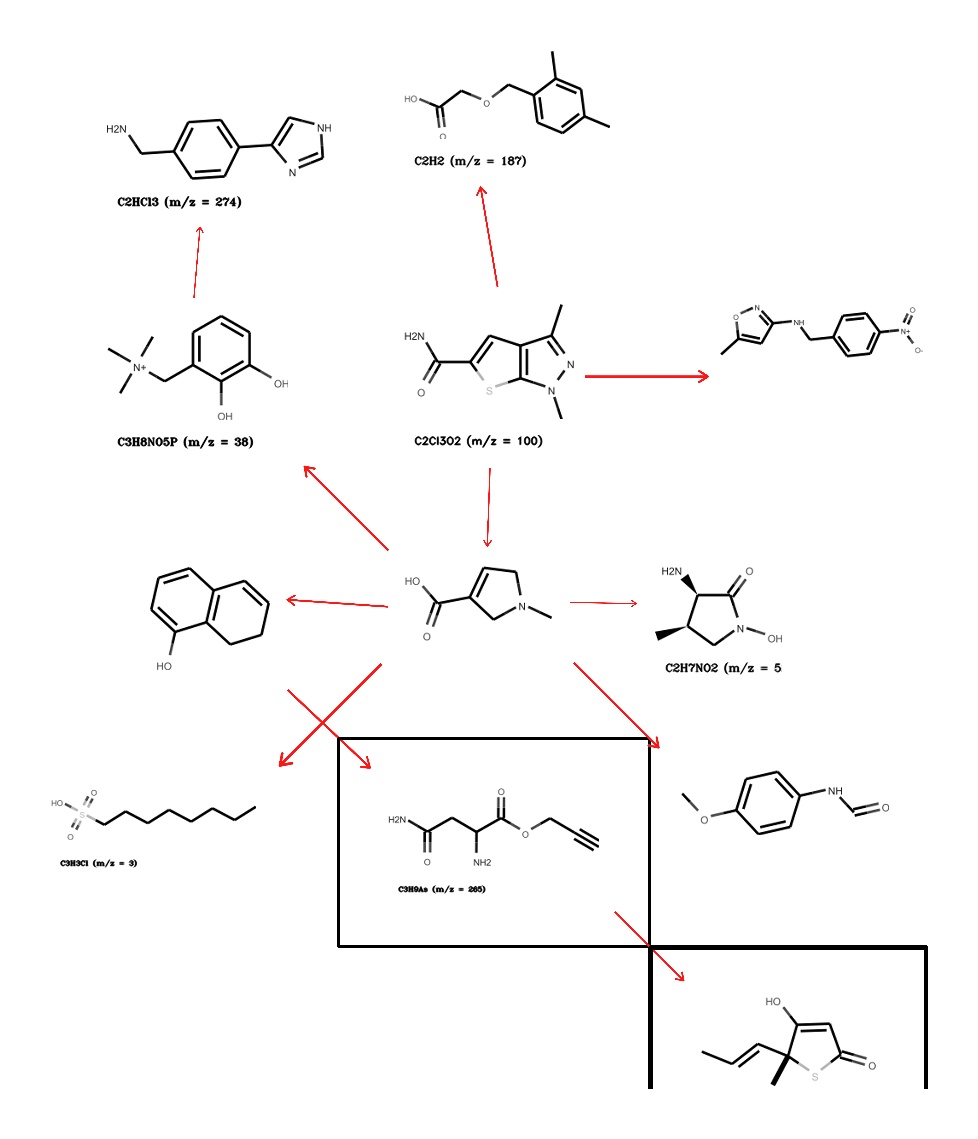 HO
O
O
C2H2 (m/z = 187)
H2N
NH
N
C2HCl3 (m/z = 274)
N+
OH
OH
C3H8NO5P (m/z = 38)
H2N
O
S
N
N
C2Cl3O2 (m/z = 100)
O
N
NH
N+
O
O-
HO
HO
O
N
H2N
O
N
OH
C2H7NO2 (m/z = 5
HO
S
O
O
C3H3Cl (m/z = 3)
H2N
O
NH2
O
O
C3H9As (m/z = 265)
O
NH
O
HO
S
O